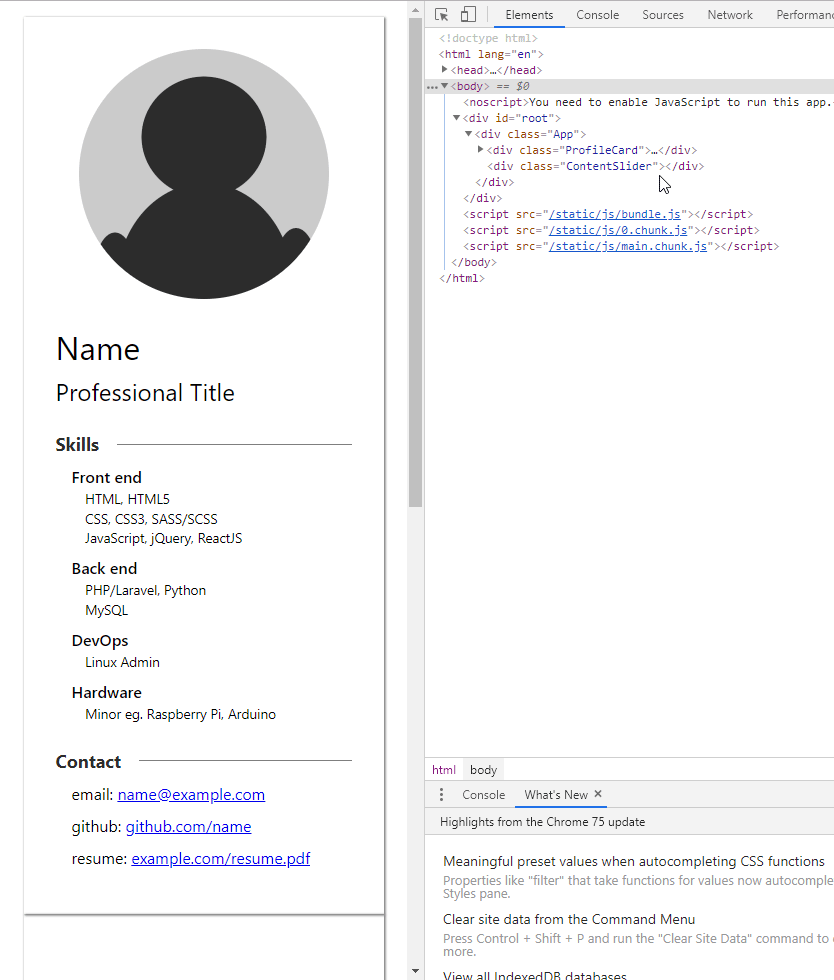 Name
Professional Title
Skills
Front end
HTML, HTML5
CSS, CSS3, SASS/SCSS
JavaScript, jQuery, ReactJS
Back end
PHP/Laravel, Python
MySQL
DevOps
Linux Admin
Hardware
Minor eg. Raspberry Pi, Arduino
Contact
email: name@example.com
github: github.com/name
resume: example.com/resume.pdf
Elements Console Sources Network Performanc
<!doctype html>
<html lang="en">
<head>…</head>
<body> == $0
<noscript>You need to enable JavaScript to run this app.
<div id="root">
<div class="App">
<div class="ProfileCard">…</div>
<div class="ContentSlider"></div>
</div>
</div>
<script src="/static/js/bundle.js"></script>
<script src="/static/js/0.chunk.js"></script>
<script src="/static/js/main.chunk.js"></script>
</body>
</html>
html body
Console What's New ×
Highlights from the Chrome 75 update
Meaningful preset values when autocompleting CSS functions
Properties like "filter" that take functions for values now autocomplete
Styles pane.
Clear site data from the Command Menu
Press Control + Shift + P and run the "Clear Site Data" command to
more.
View all IndexedDB databases